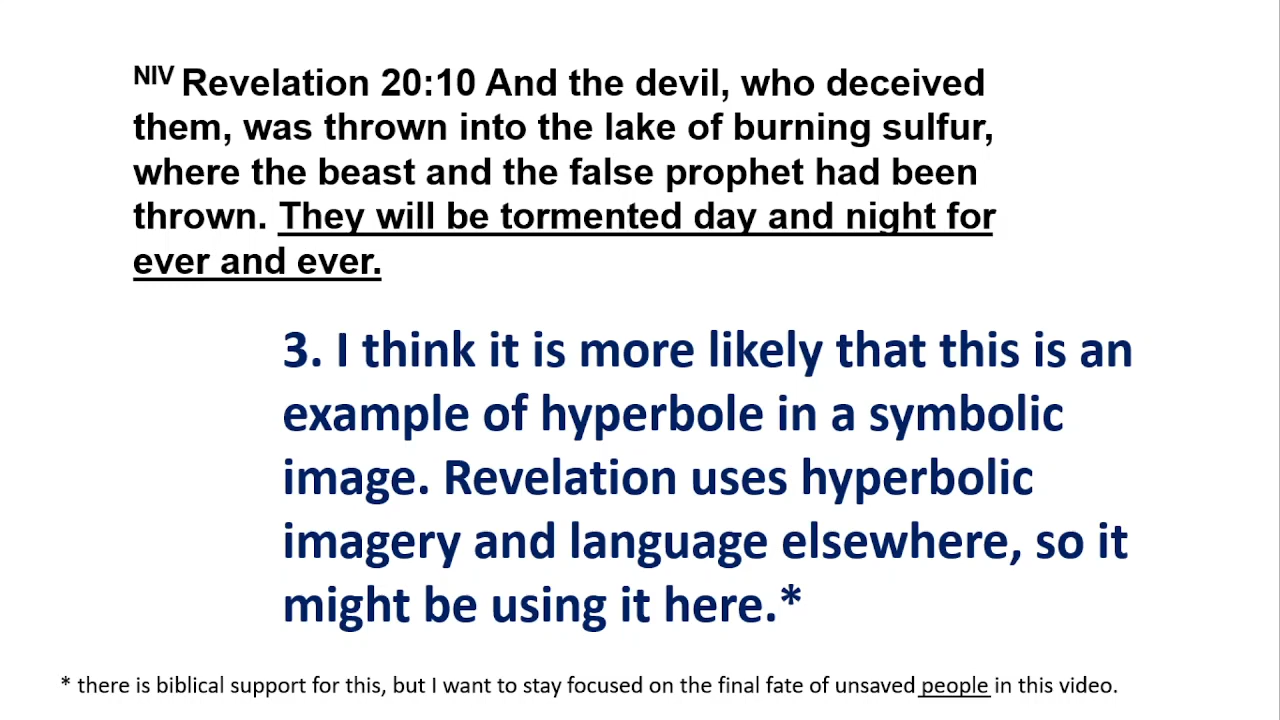 NIV Revelation 20:10 And the devil, who deceived
them, was thrown into the lake of burning sulfur,
where the beast and the false prophet had been
thrown. They will be tormented day and night for
ever and ever.
3. I think it is more likely that this is an
example of hyperbole in a symbolic
image. Revelation uses hyperbolic
imagery and language elsewhere, so it
might be using it here.*
* there is biblical support for this, but I want to stay focused on the final fate of unsaved people in this video.